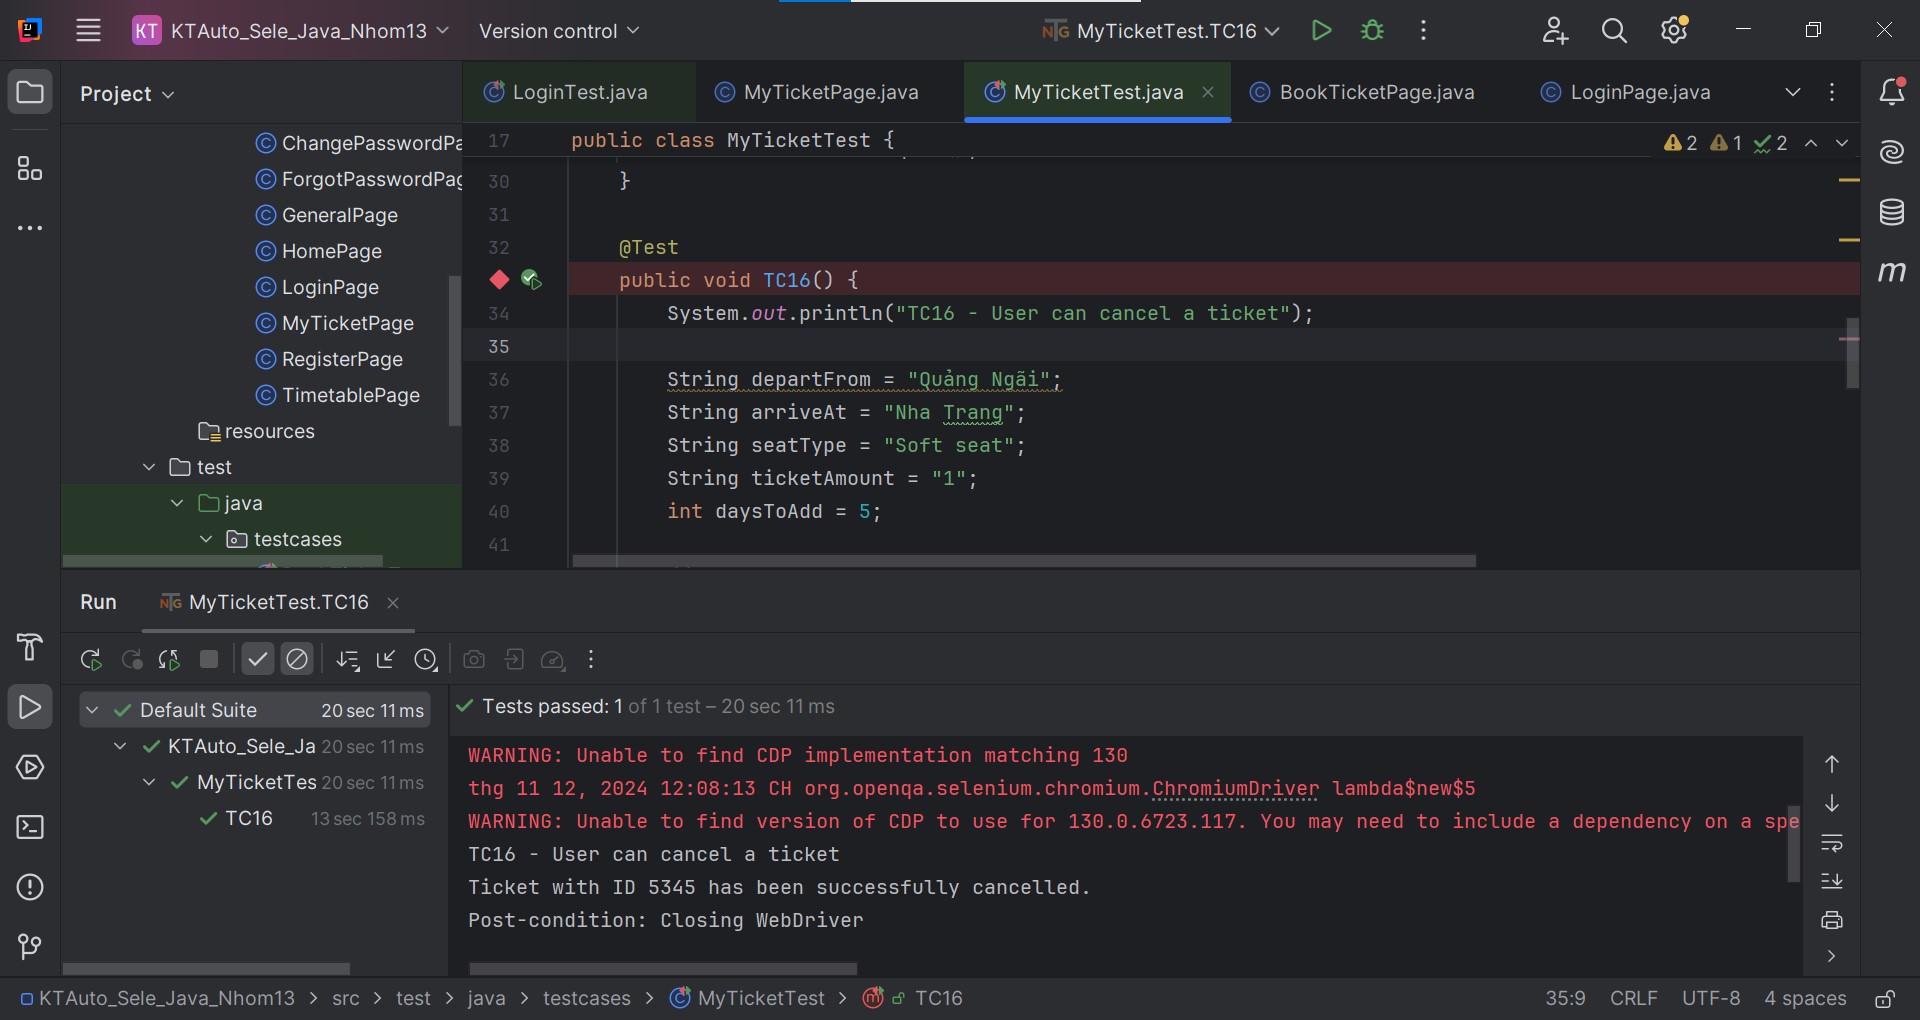 KT KTAuto_Sele_Java_Nhom13 Version control MyTicketTest.TC16
Project
LoginTest.java MyTicketPage.java MyTicketTest.java BookTicketPage.java LoginPage.java
ChangePasswordPa
ForgotPasswordPag
GeneralPage
HomePage
LoginPage
MyTicketPage
RegisterPage
TimetablePage
resources
test
java
testcases
17 public class MyTicketTest {
2 1 2
30 }
31
32 @Test
public void TC16() {
34 System.out.println("TC16 - User can cancel a ticket");
35
36 String departFrom = "Quảng Ngãi";
37 String arriveAt = "Nha Trang";
38 String seatType = "Soft seat";
39 String ticketAmount = "1";
40 int daysToAdd = 5;
41
Run MyTicketTest.TC16
Default Suite 20 sec 11 ms
KTAuto_Sele_Ja 20 sec 11 ms
MyTicketTes 20 sec 11 ms
TC16 13 sec 158 ms
Tests passed: 1 of 1 test – 20 sec 11 ms
WARNING: Unable to find CDP implementation matching 130
thg 11 12, 2024 12:08:13 CH org.openqa.selenium.chromium.ChromiumDriver lambda$new$5
WARNING: Unable to find version of CDP to use for 130.0.6723.117. You may need to include a dependency on a spe
TC16 - User can cancel a ticket
Ticket with ID 5345 has been successfully cancelled.
Post-condition: Closing WebDriver
KTAuto_Sele_Java_Nhom13 > src > test > java > testcases > MyTicketTest > TC16
35:9 CRLF UTF-8 4 spaces